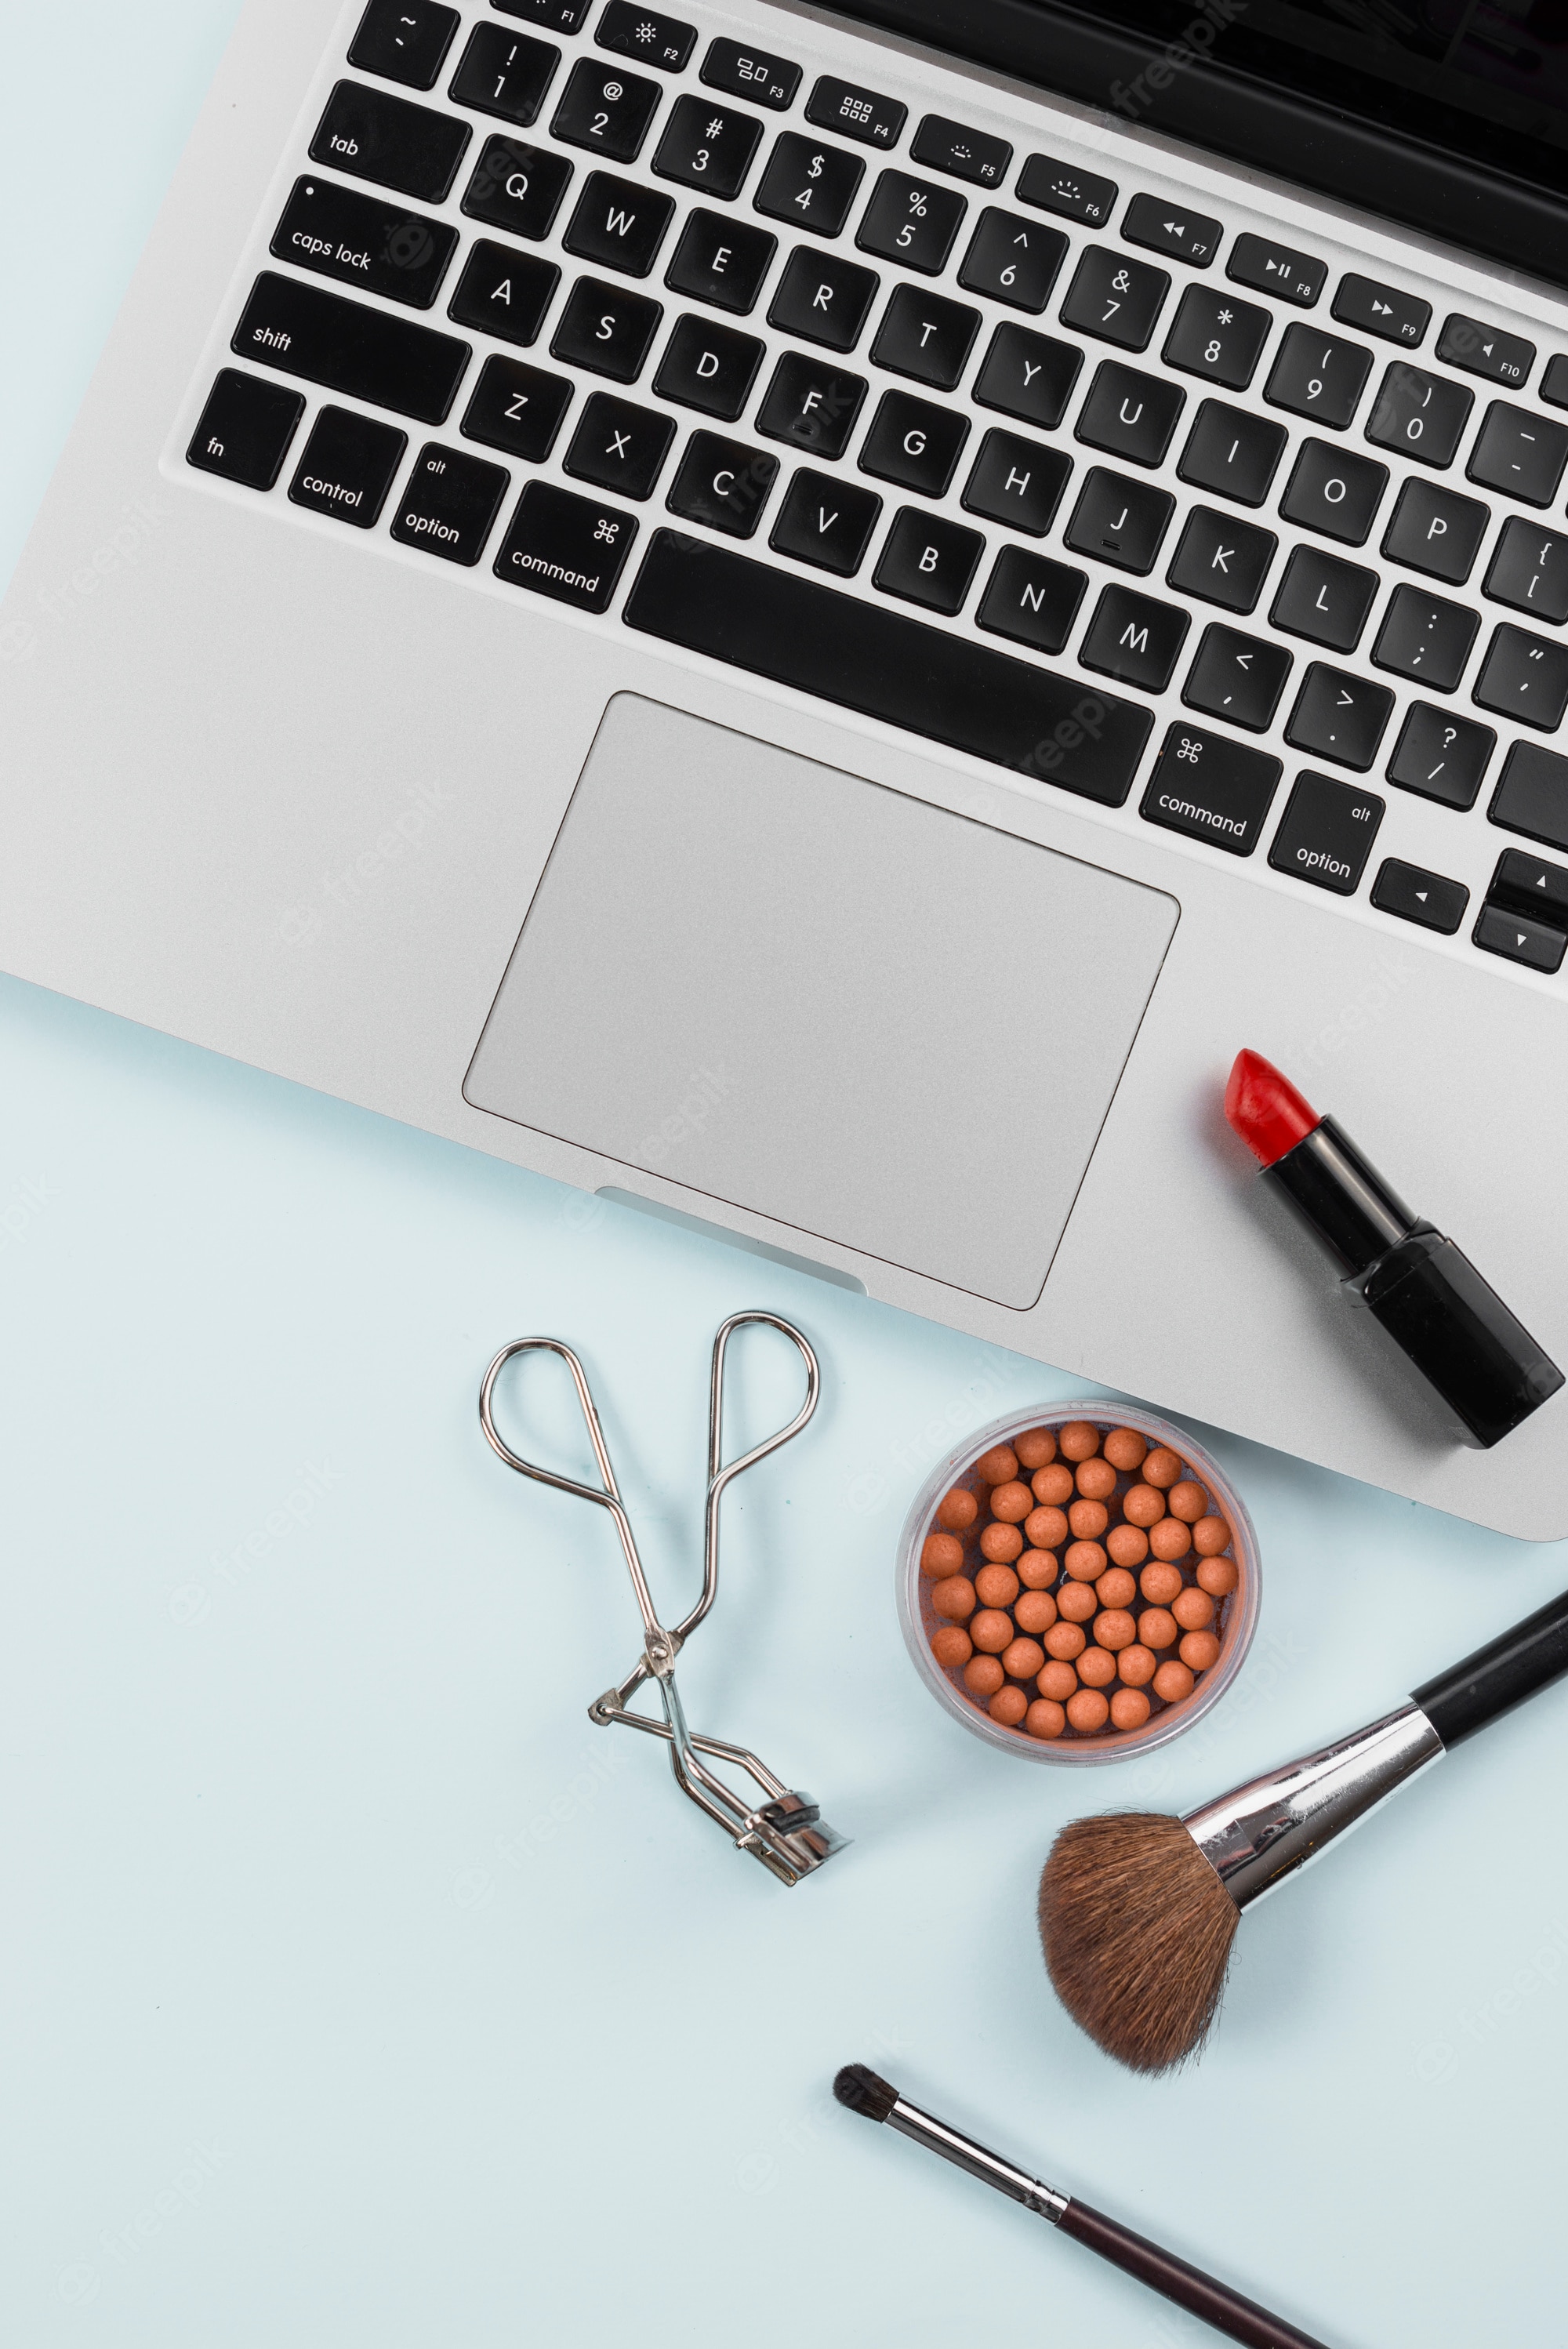 F1 F2 F3 F4 F5 F6 F7 F8 F9 F10
~ ` ! 1 @ 2 # 3 $ 4 % 5 ^ 6 & 7 * 8 ( 9 ) 0 _ -
tab Q W E R T Y U I O P { [
caps lock A S D F G H J K L : ; " '
shift Z X C V B N M < , > . ? /
fn control alt option ⌘ command ⌘ command alt option
freepik